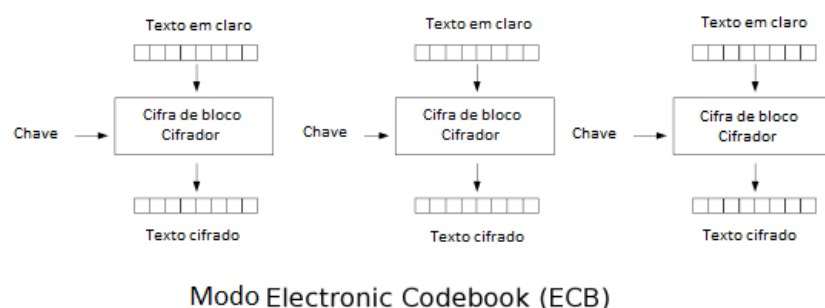 Texto em claro
Texto em claro
Texto em claro
Cifra de bloco
Cifrador
Cifra de bloco
Cifrador
Cifra de bloco
Cifrador
Chave
Chave
Chave
Texto cifrado
Texto cifrado
Texto cifrado
Modo Electronic Codebook (ECB)